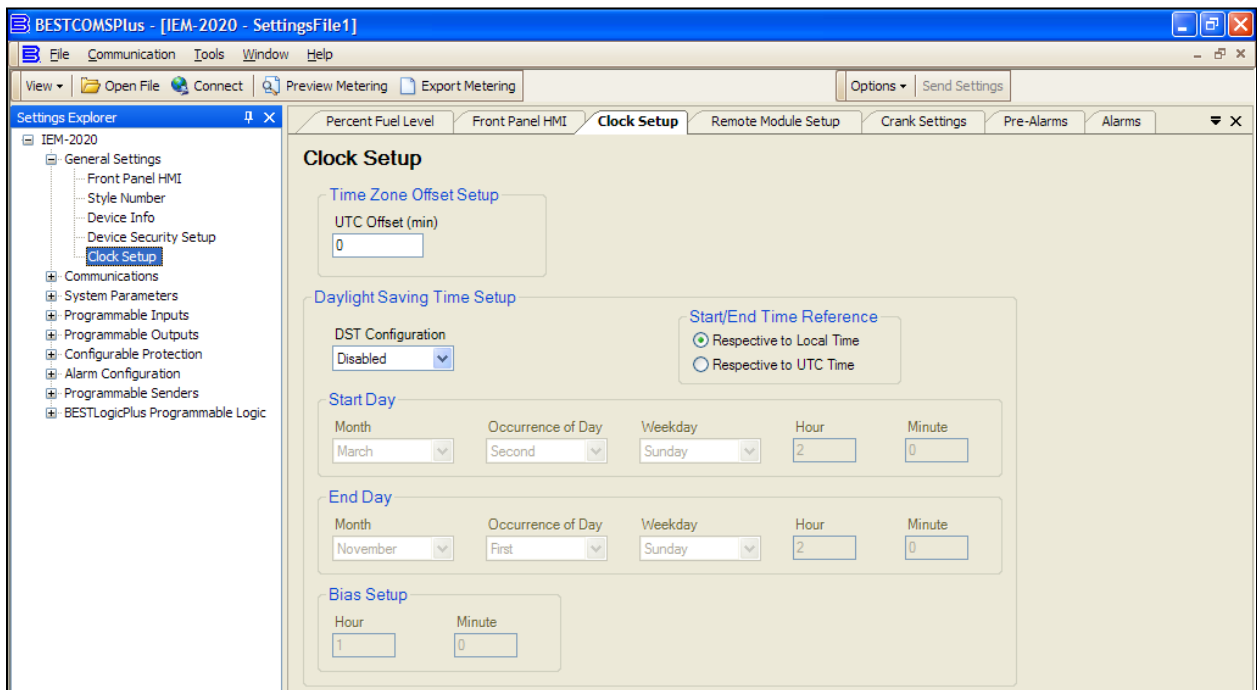 BESTCOMSPlus - [IEM-2020 - SettingsFile1]
File Communication Tools Window Help
View Open File Connect Preview Metering Export Metering Options Send Settings
Settings Explorer
IEM-2020
General Settings
Front Panel HMI
Style Number
Device Info
Device Security Setup
Clock Setup
Communications
System Parameters
Programmable Inputs
Programmable Outputs
Configurable Protection
Alarm Configuration
Programmable Senders
BESTLogicPlus Programmable Logic
Percent Fuel Level Front Panel HMI Clock Setup Remote Module Setup Crank Settings Pre-Alarms Alarms
Clock Setup
Time Zone Offset Setup
UTC Offset (min)
0
Daylight Saving Time Setup
DST Configuration
Disabled
Start/End Time Reference
Respective to Local Time
Respective to UTC Time
Start Day
Month Occurrence of Day Weekday Hour Minute
March Second Sunday 2 0
End Day
Month Occurrence of Day Weekday Hour Minute
November First Sunday 2 0
Bias Setup
Hour Minute
1 0